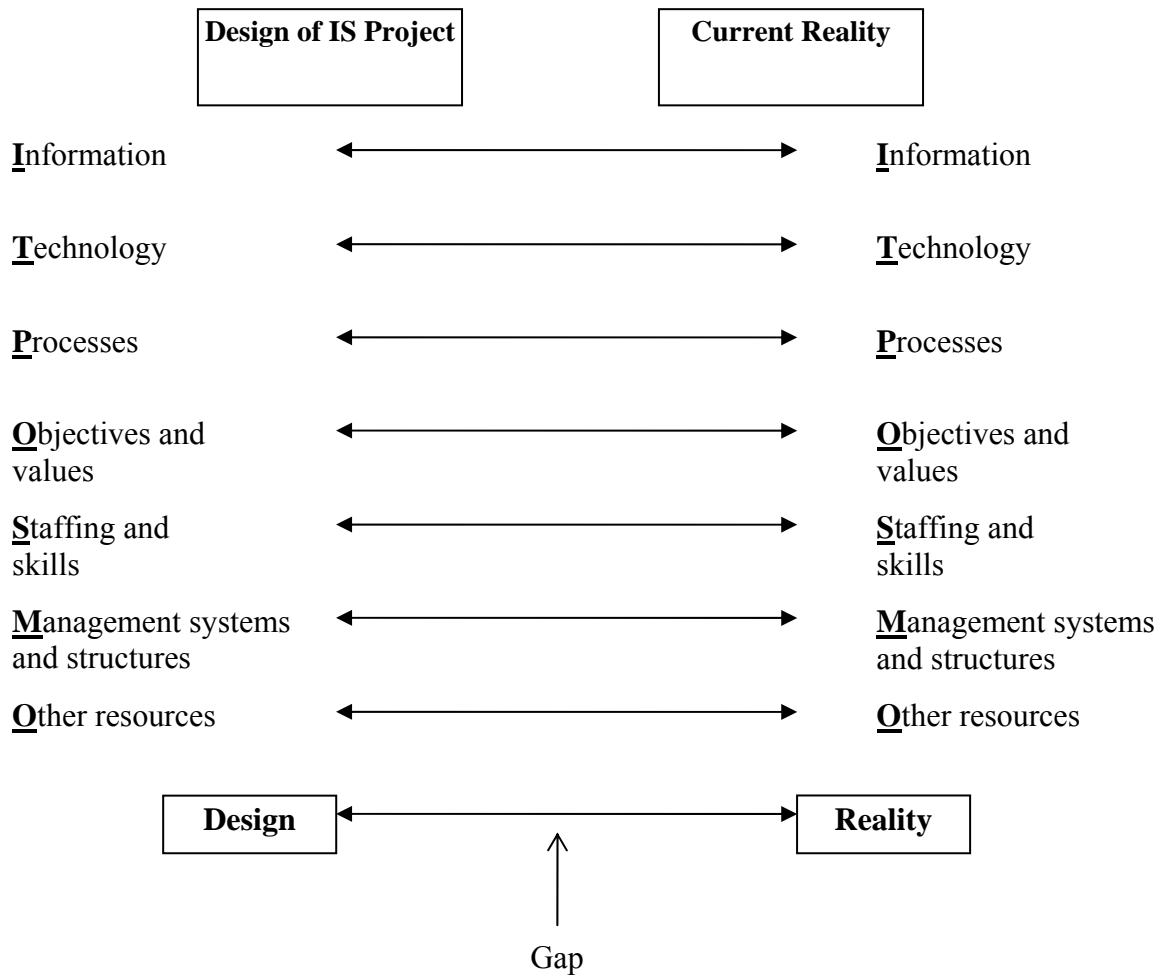 Design of IS Project
Current Reality
Information
Information
Technology
Technology
Processes
Processes
Objectives and
values
Objectives and
values
Staffing and
skills
Staffing and
skills
Management systems
and structures
Management systems
and structures
Other resources
Other resources
Design
Reality
Gap